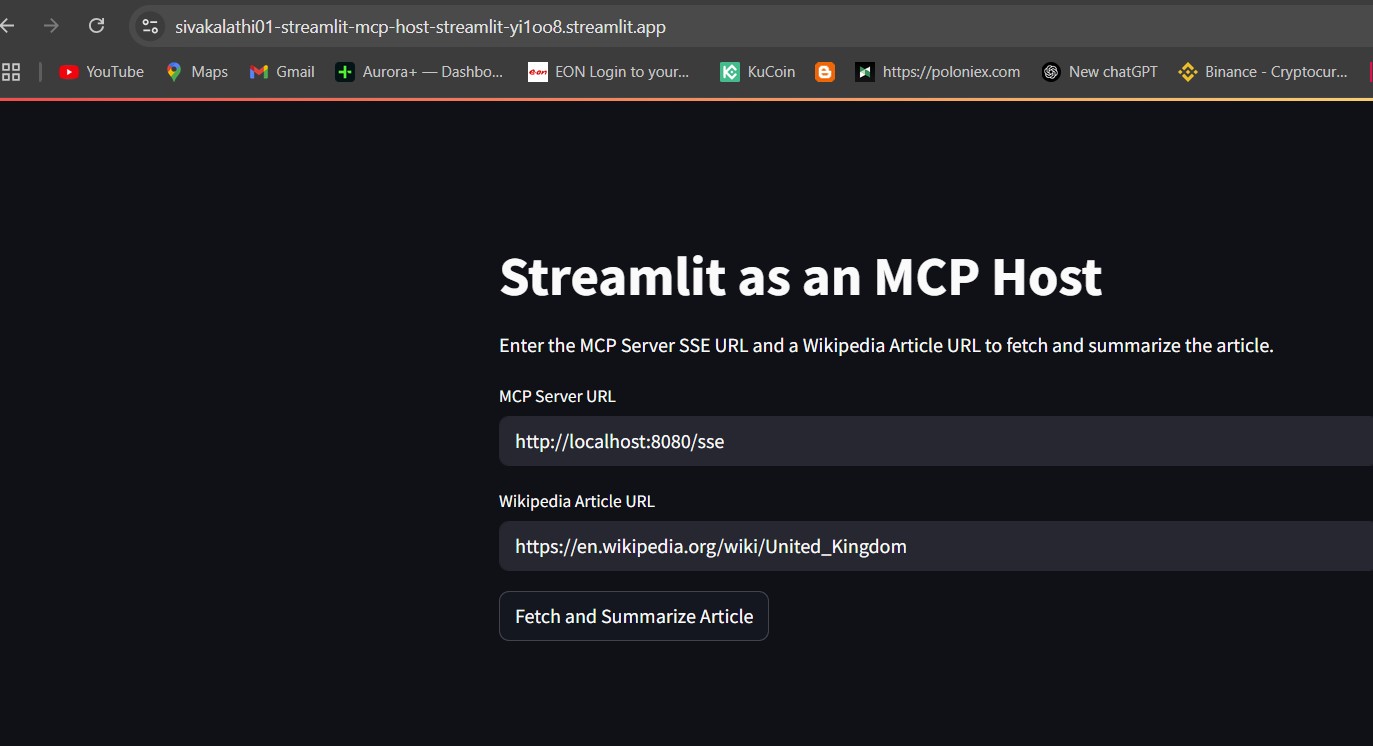 sivakalathi01-streamlit-mcp-host-streamlit-yi1oo8.streamlit.app
YouTube Maps Gmail Aurora+ — Dashbo... e-on EON Login to your... KuCoin https://poloniex.com New chatGPT Binance - Cryptocur...
Streamlit as an MCP Host
Enter the MCP Server SSE URL and a Wikipedia Article URL to fetch and summarize the article.
MCP Server URL
http://localhost:8080/sse
Wikipedia Article URL
https://en.wikipedia.org/wiki/United_Kingdom
Fetch and Summarize Article